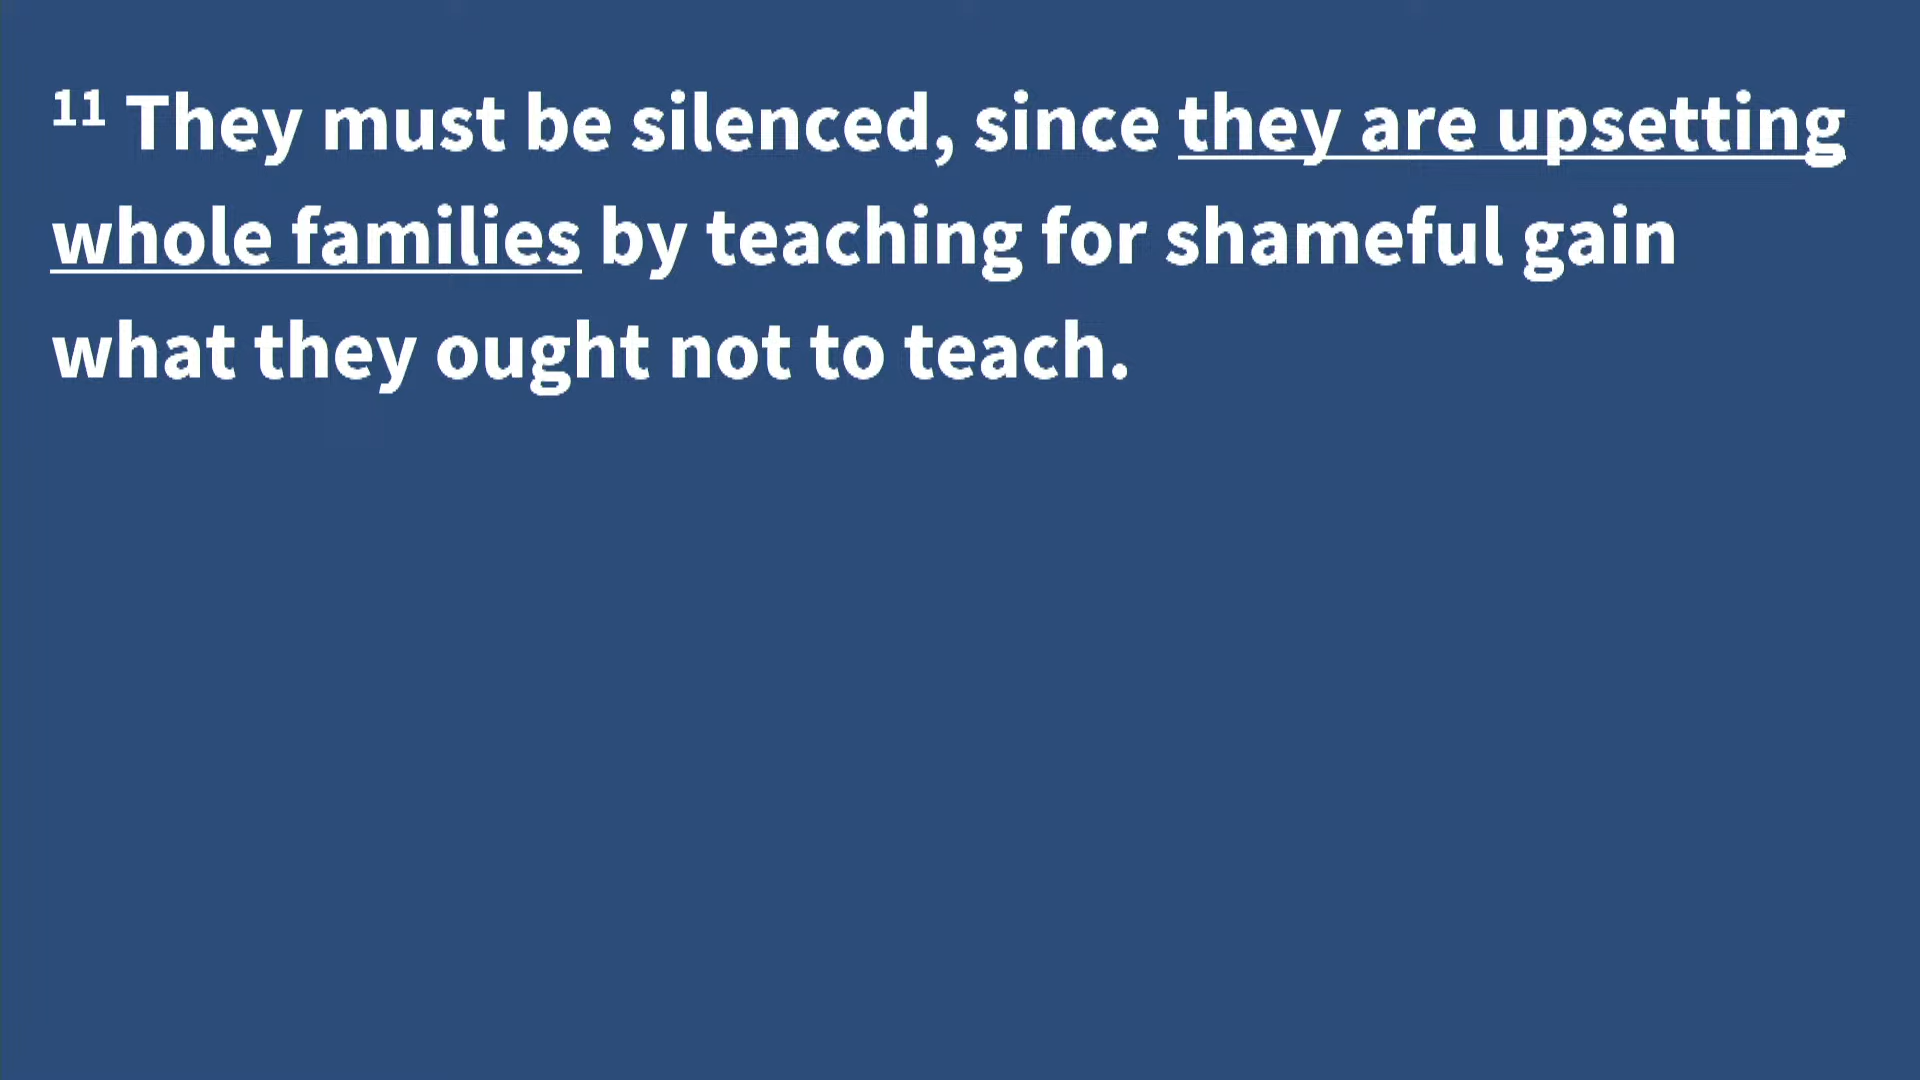 11 They must be silenced, since they are upsetting
whole families by teaching for shameful gain
what they ought not to teach.